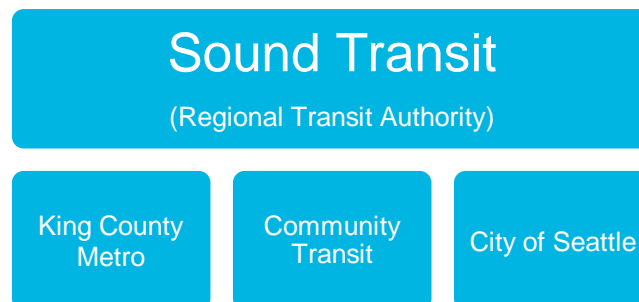 Sound Transit
(Regional Transit Authority)
King County
Metro
Community
Transit
City of Seattle